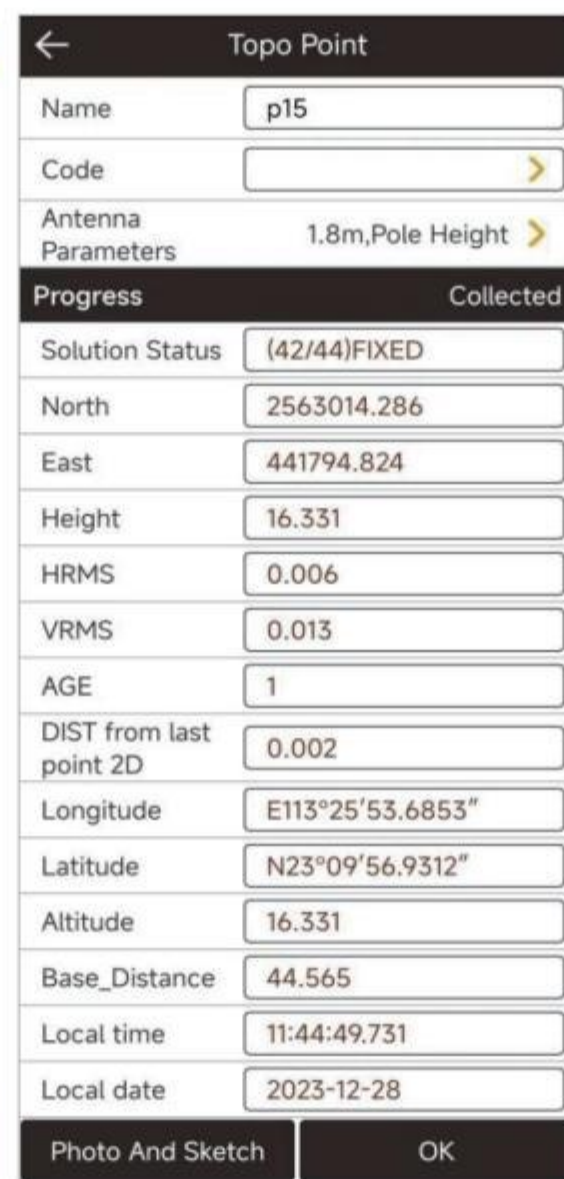 Topo Point
Name p15
Code
Antenna
Parameters 1.8m,Pole Height
Progress Collected
Solution Status (42/44)FIXED
North 2563014.286
East 441794.824
Height 16.331
HRMS 0.006
VRMS 0.013
AGE 1
DIST from last
point 2D 0.002
Longitude E113°25'53.6853"
Latitude N23°09'56.9312"
Altitude 16.331
Base_Distance 44.565
Local time 11:44:49.731
Local date 2023-12-28
Photo And Sketch OK